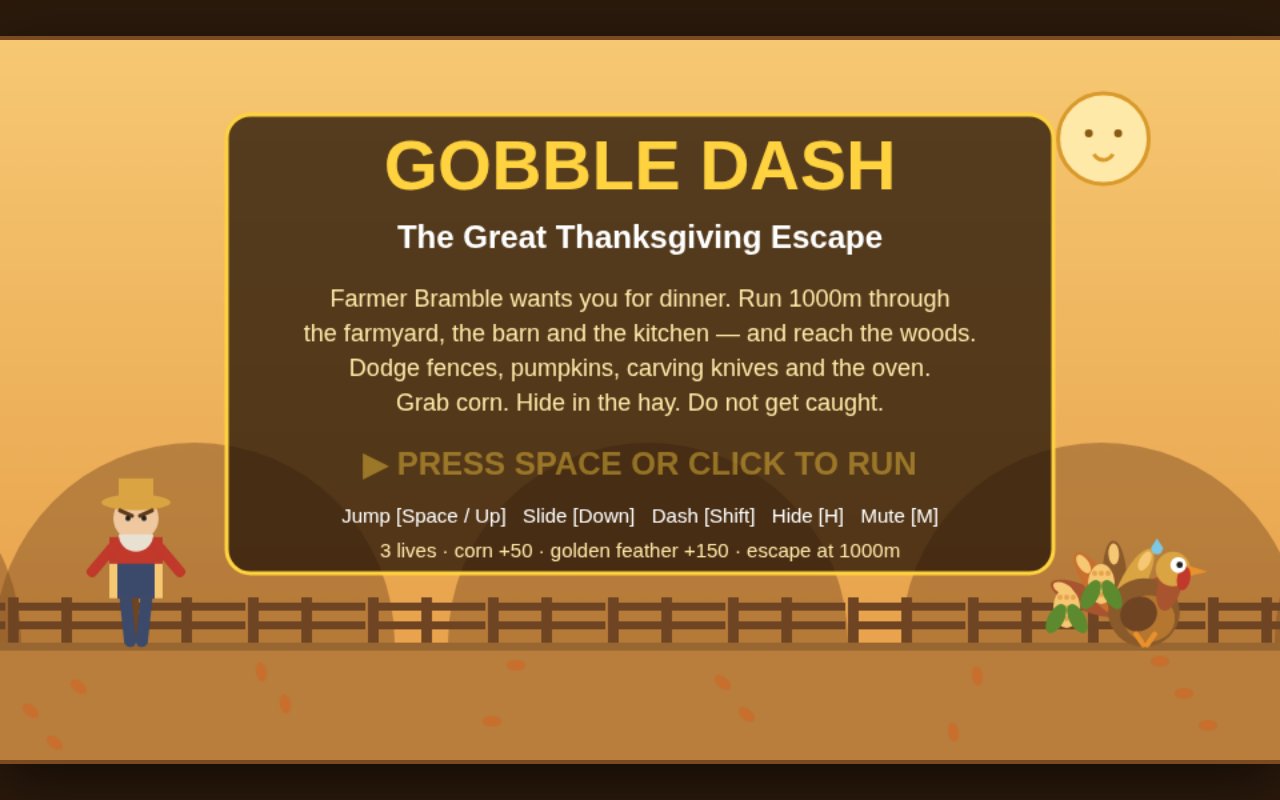 GOBBLE DASH
The Great Thanksgiving Escape
Farmer Bramble wants you for dinner. Run 1000m through
the farmyard, the barn and the kitchen — and reach the woods.
Dodge fences, pumpkins, carving knives and the oven.
Grab corn. Hide in the hay. Do not get caught.
▶ PRESS SPACE OR CLICK TO RUN
Jump [Space / Up] Slide [Down] Dash [Shift] Hide [H] Mute [M]
3 lives · corn +50 · golden feather +150 · escape at 1000m